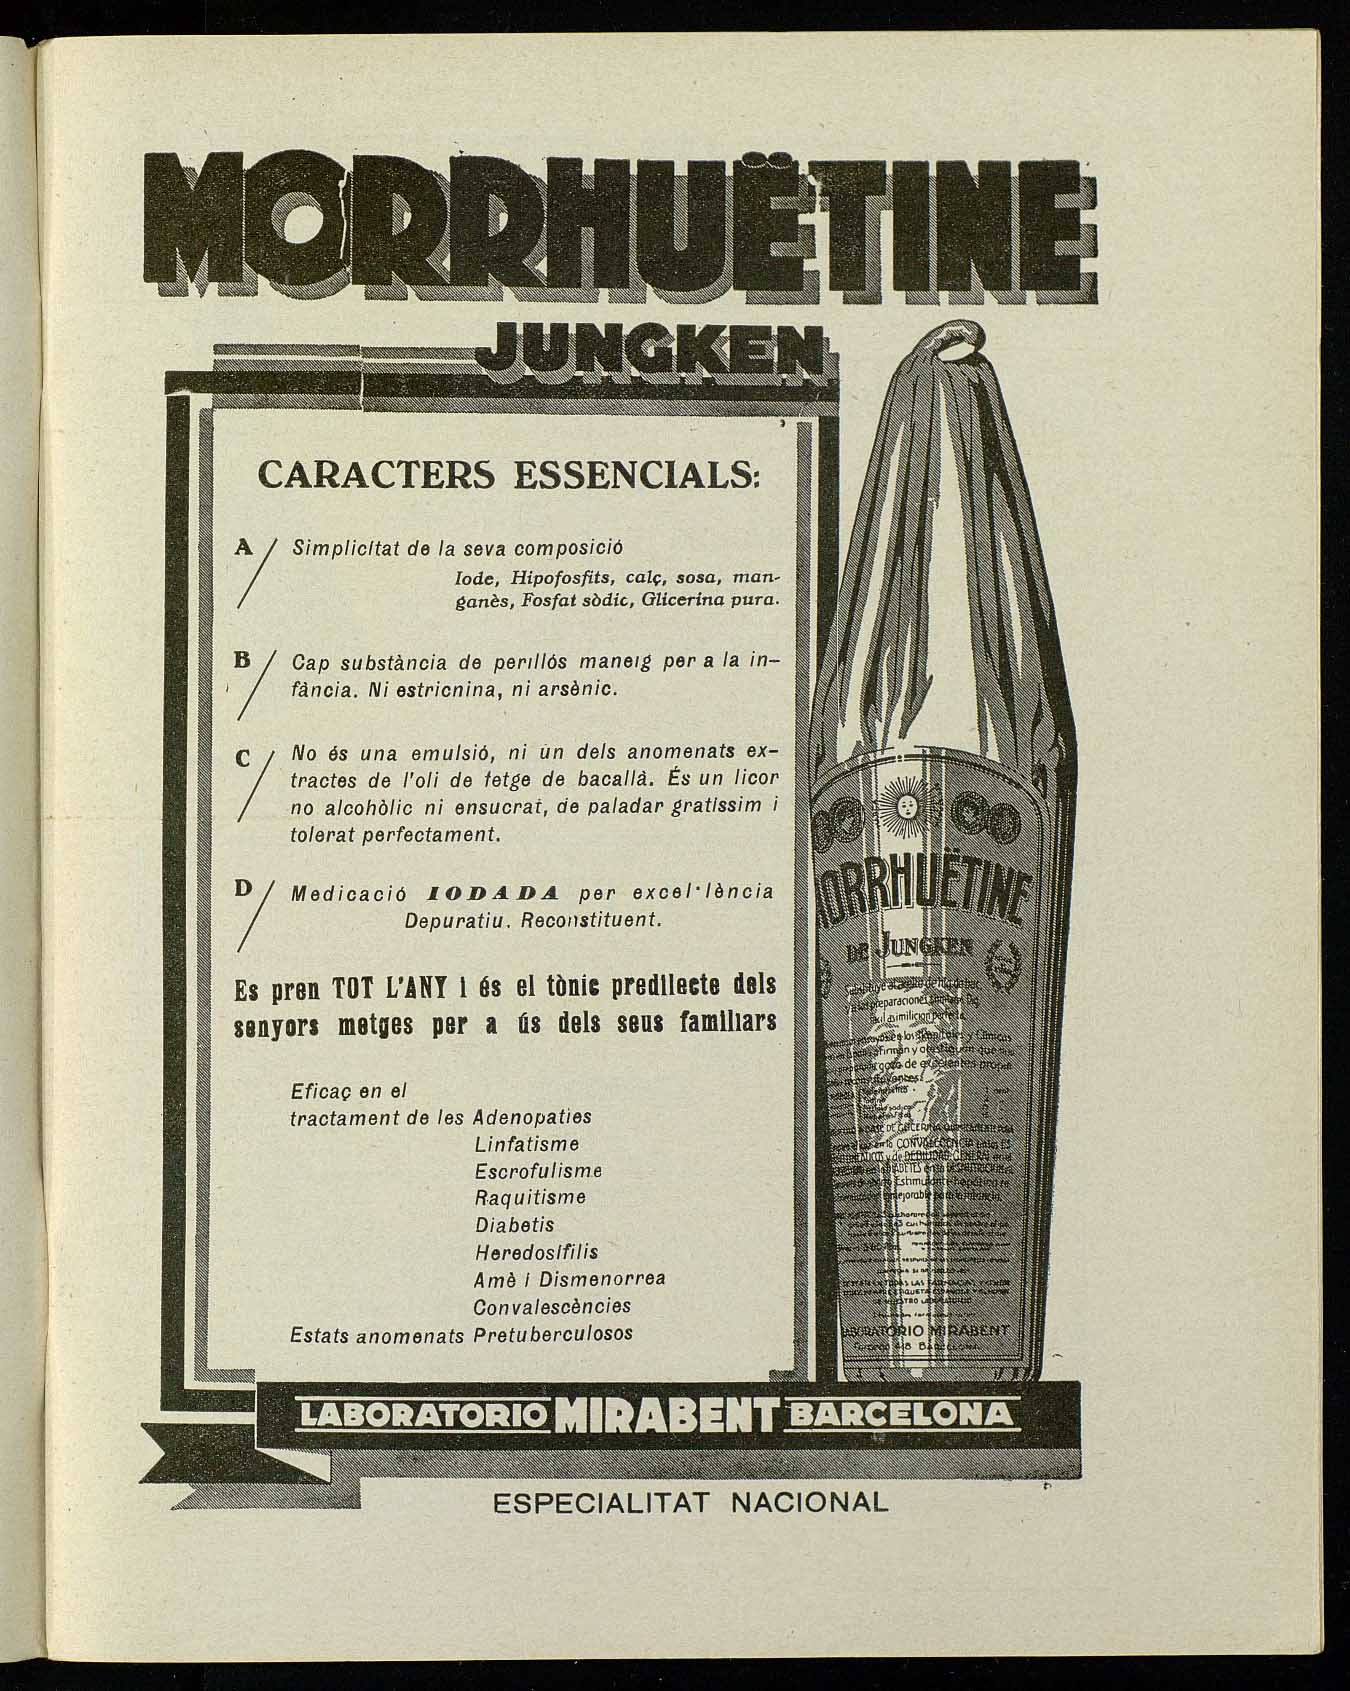 MORRHUËTINE
JUNGKEN
CARACTERS ESSENCIALS:
A / Simplicitat de la seva composició
Iode, Hipofosfits, calç, sosa, man-
ganès, Fosfat sòdic, Glicerina pura.
B / Cap substància de perillós maneig per a la in-
fància. Ni estricnina, ni arsènic.
C / No és una emulsió, ni un dels anomenats ex-
tractes de l'oli de fetge de bacallà. És un licor
no alcohòlic ni ensucrat, de paladar gratíssim i
tolerat perfectament.
D / Medicació IODADA per excel·lència
Depuratiu. Reconstituent.
Es pren TOT L'ANY i és el tònic predilecte dels
senyors metges per a ús dels seus familiars
Eficaç en el
tractament de les Adenopaties
Linfatisme
Escrofulisme
Raquitisme
Diabetis
Heredosífilis
Amè i Dismenorrea
Convalescències
Estats anomenats Pretuberculosos
MORRHUËTINE
DE JUNGKEN
LABORATORIO MIRABENT
BARCELONA
LABORATORIO MIRABENT BARCELONA
ESPECIALITAT NACIONAL